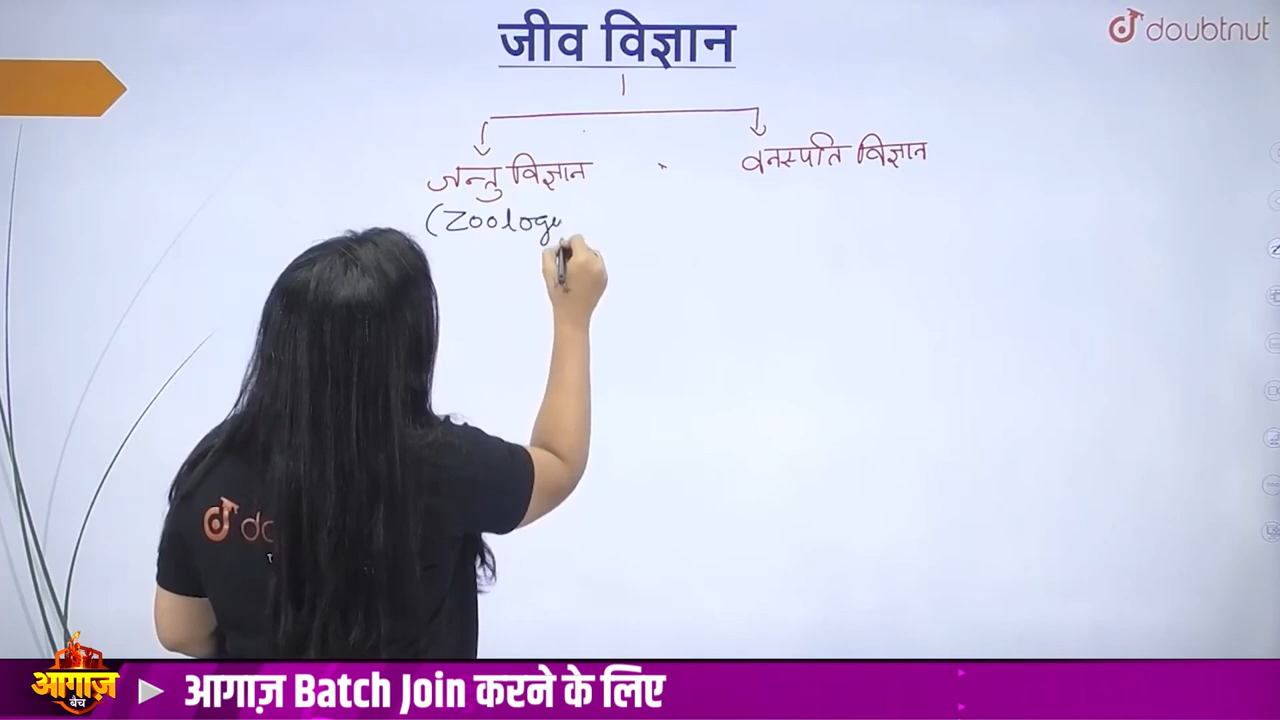 जीव विज्ञान
doubtnut
जन्तु विज्ञान
वनस्पति विज्ञान
(Zoology
आगाज़
बैच
आगाज़ Batch Join करने के लिए